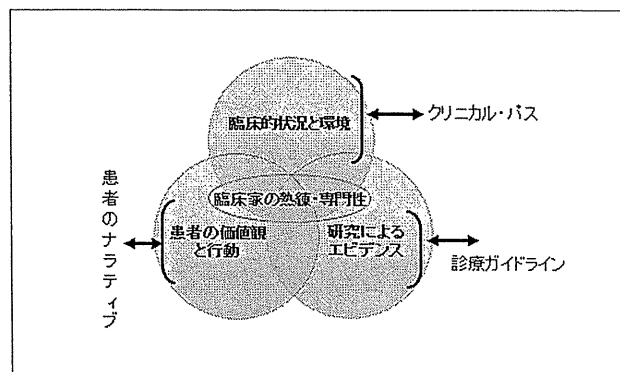 臨床的状況と環境
クリニカル・パス
臨床家の熟練・専門性
患者のナラティブ
患者の価値観
と行動
研究による
エビデンス
診療ガイドライン